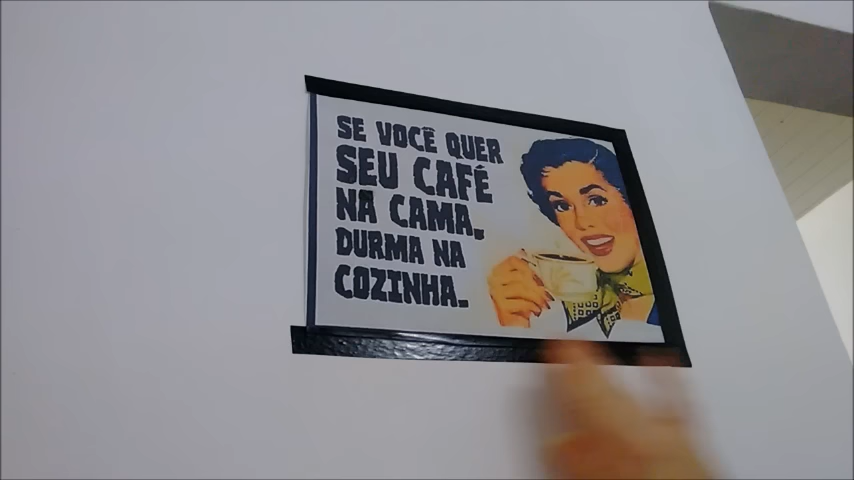 SE VOCÊ QUER
SEU CAFÉ
NA CAMA,
DURMA NA
COZINHA.